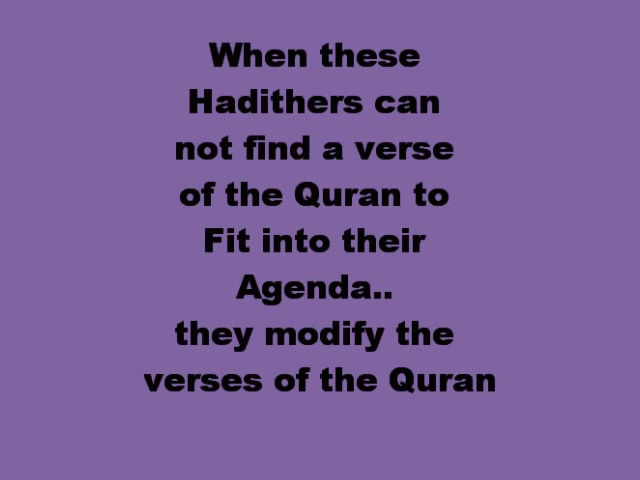 When these
Hadithers can
not find a verse
of the Quran to
Fit into their
Agenda..
they modify the
verses of the Quran